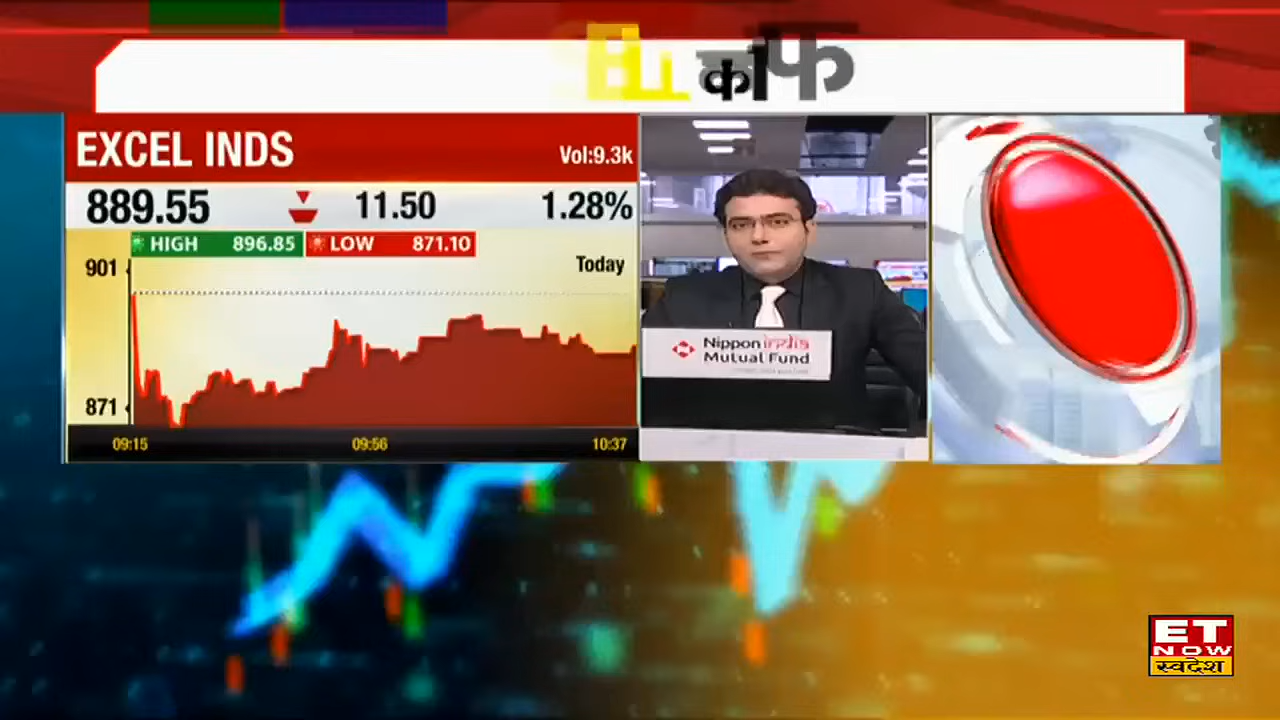 का
EXCEL INDS
Vol:9.3k
889.55 11.50 1.28%
HIGH 896.85 LOW 871.10
901
Today
871
09:15 09:56 10:37
Nippon india
Mutual Fund
ET
NOW
स्वदेश